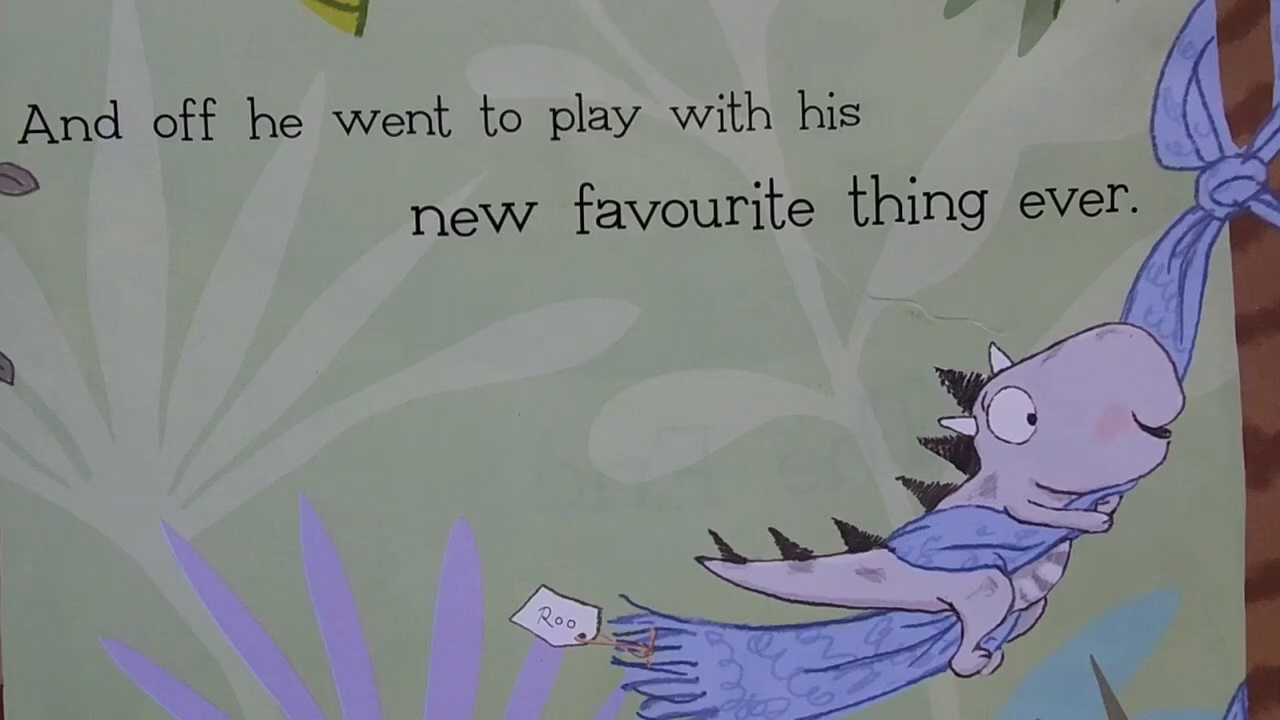 And off he went to play with his
new favourite thing ever.
Roo